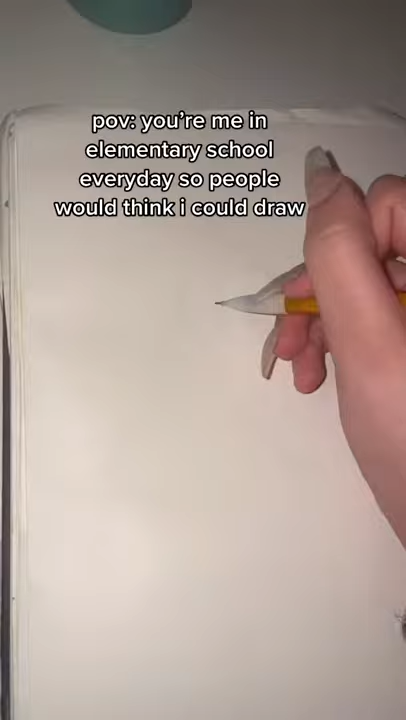 pov: you're me in
elementary school
everyday so people
would think i could draw